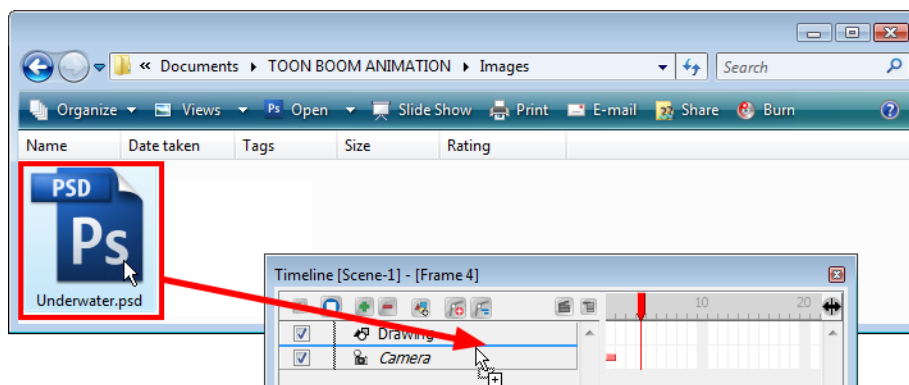 « Documents ▸ TOON BOOM ANIMATION ▸ Images Search
Organize Views Ps Open Slide Show Print E-mail Share Burn ?
Name Date taken Tags Size Rating
PSD
Ps
Underwater.psd
Timeline [Scene-1] - [Frame 4]
10 20
Drawing
Camera